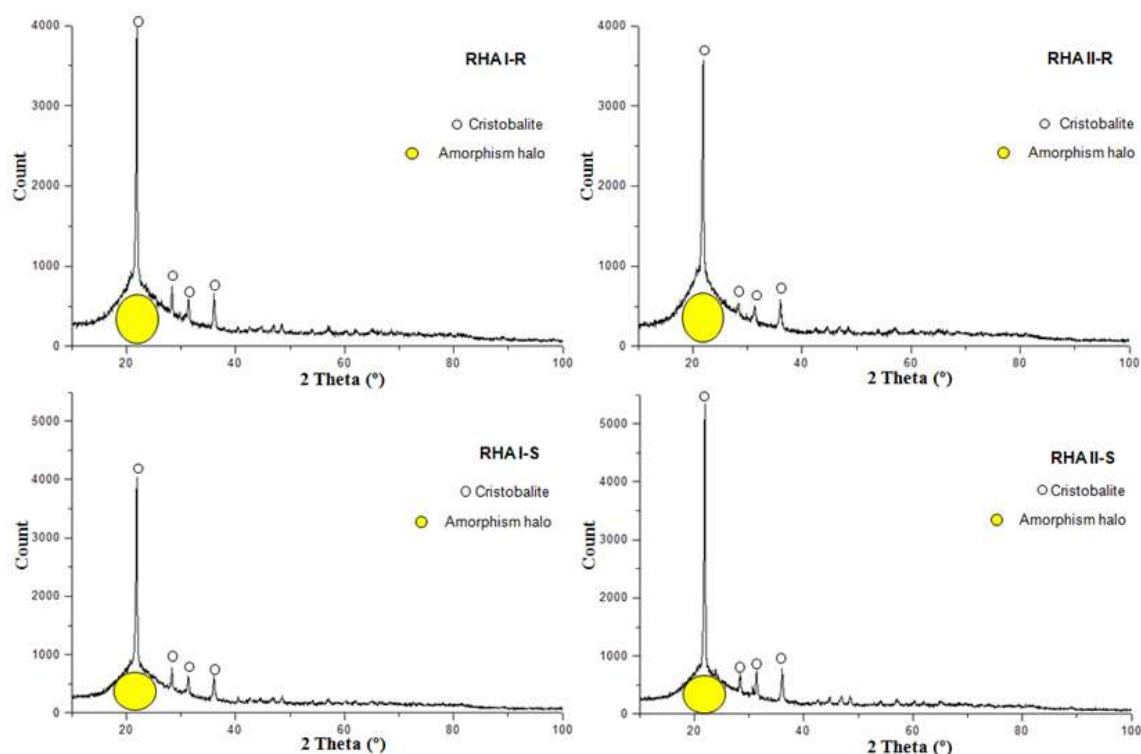 4000
3000
2000
1000
0
Count
RHA I-R
Cristobalite
Amorphism halo
20 40 60 80 100
2 Theta (º)
4000
3000
2000
1000
0
Count
RHA II-R
Cristobalite
Amorphism halo
20 40 60 80 100
2 Theta (º)
5000
4000
3000
2000
1000
0
Count
RHA I-S
Cristobalite
Amorphism halo
20 40 60 80 100
2 Theta (º)
5000
4000
3000
2000
1000
0
Count
RHA II-S
Cristobalite
Amorphism halo
20 40 60 80 100
2 Theta (º)